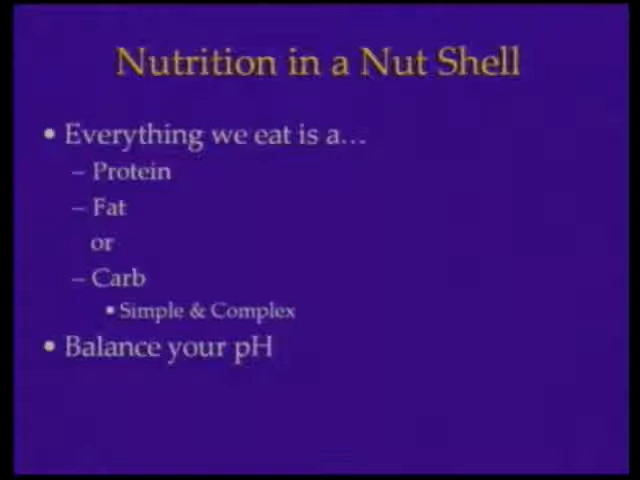 Nutrition in a Nut Shell
• Everything we eat is a...
– Protein
– Fat
or
– Carb
▪ Simple & Complex
• Balance your pH